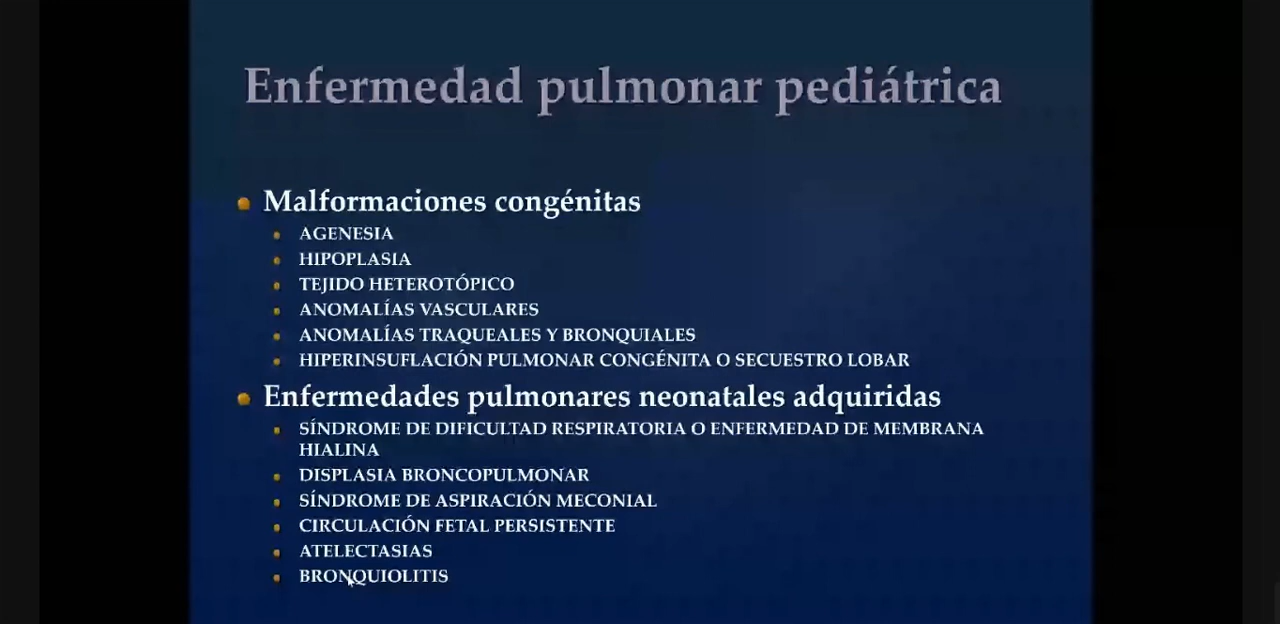 Enfermedad pulmonar pediátrica
Malformaciones congénitas
AGENESIA
HIPOPLASIA
TEJIDO HETEROTÓPICO
ANOMALÍAS VASCULARES
ANOMALÍAS TRAQUEALES Y BRONQUIALES
HIPERINSUFLACIÓN PULMONAR CONGÉNITA O SECUESTRO LOBAR
Enfermedades pulmonares neonatales adquiridas
SÍNDROME DE DIFICULTAD RESPIRATORIA O ENFERMEDAD DE MEMBRANA
HIALINA
DISPLASIA BRONCOPULMONAR
SÍNDROME DE ASPIRACIÓN MECONIAL
CIRCULACIÓN FETAL PERSISTENTE
ATELECTASIAS
BRONQUIOLITIS